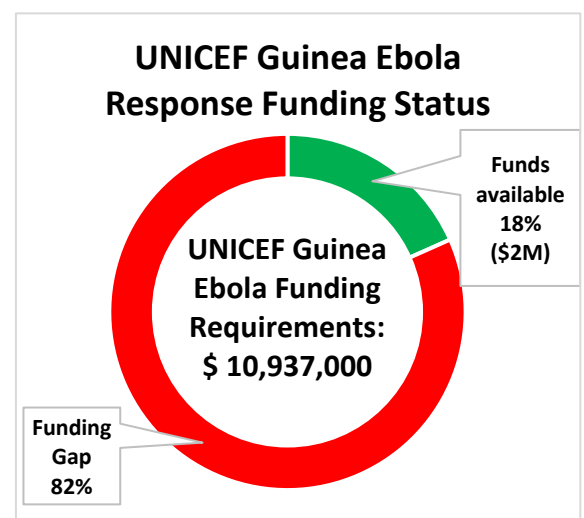 UNICEF Guinea Ebola
Response Funding Status
Funds
available
18%
($2M)
UNICEF Guinea
Ebola Funding
Requirements:
$ 10,937,000
Funding
Gap
82%